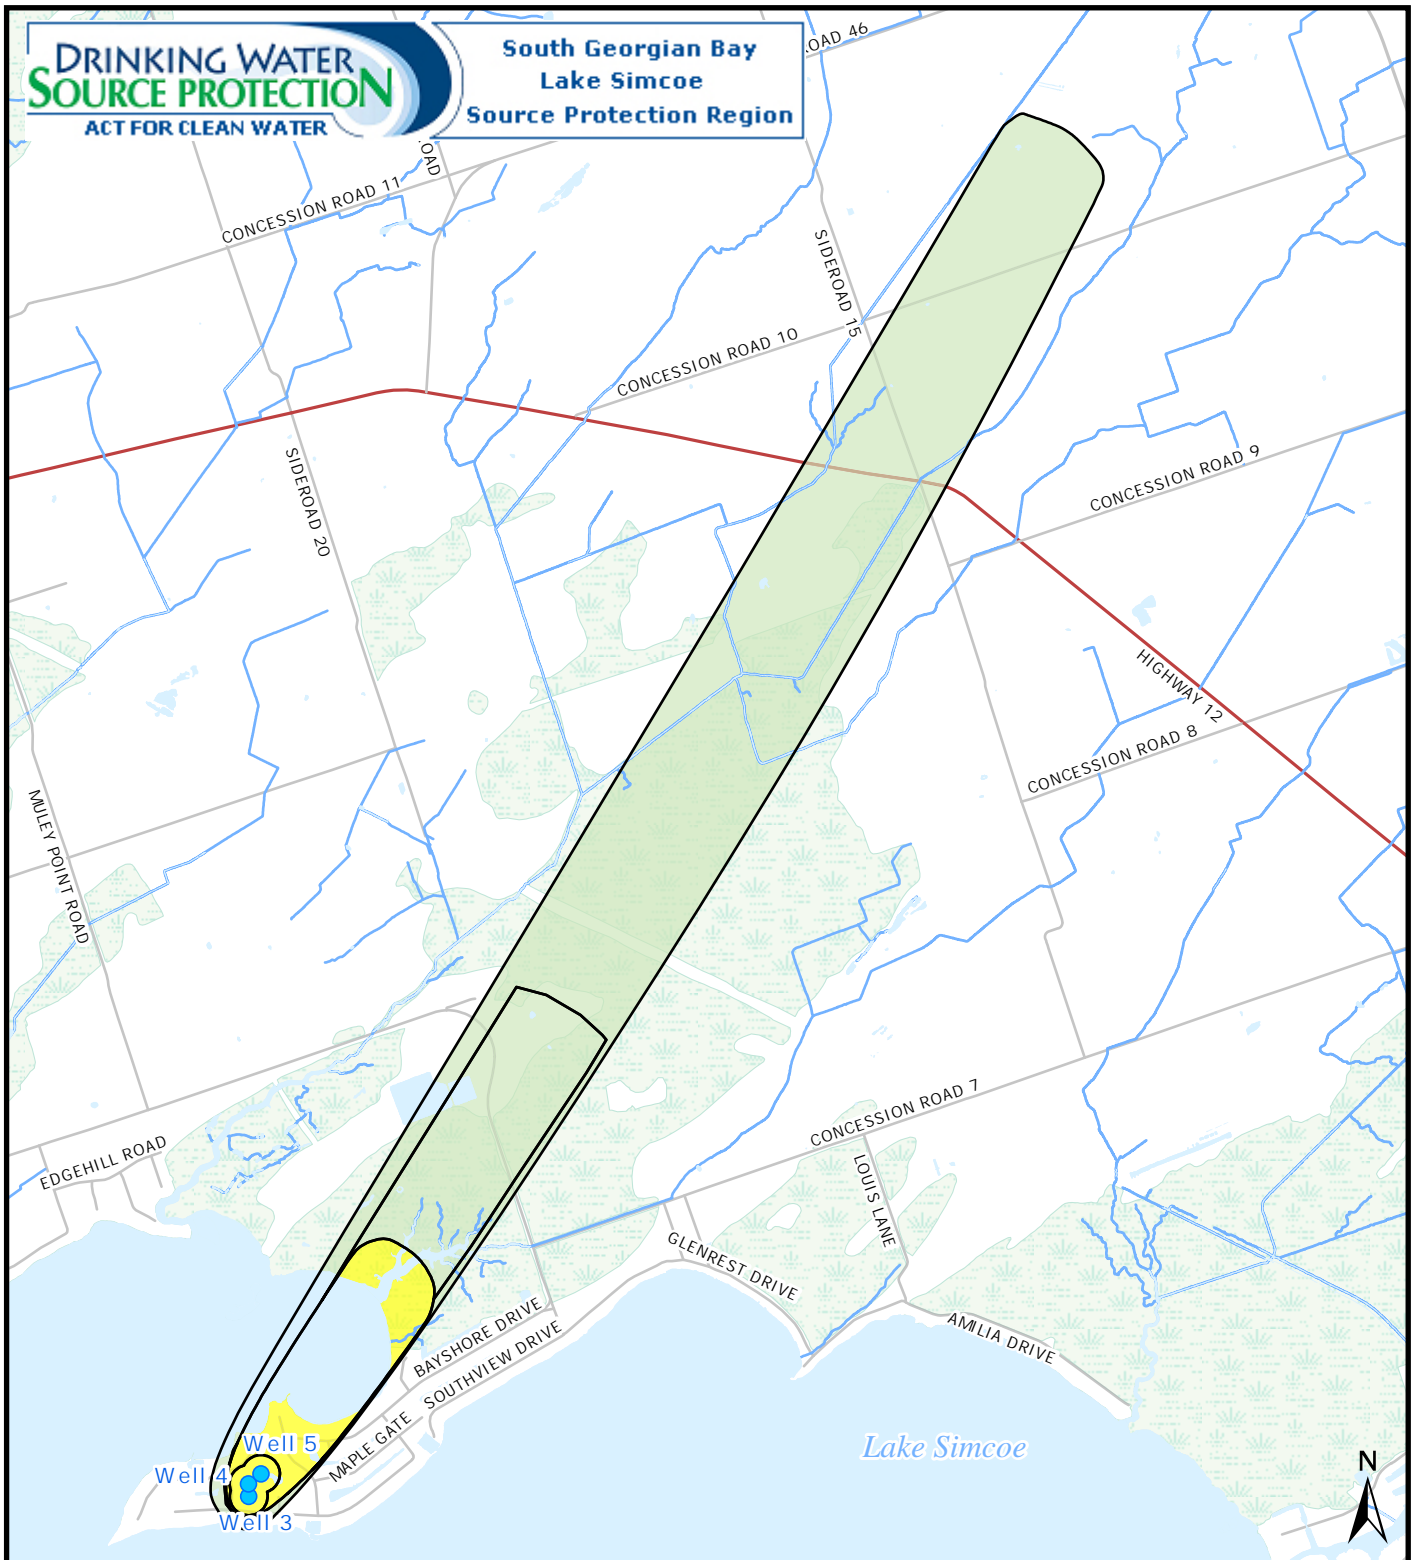 DRINKING WATER
SOURCE PROTECTION
ACT FOR CLEAN WATER
South Georgian Bay
Lake Simcoe
Source Protection Region
OAD 46
OAD
CONCESSION ROAD 11
SIDEROAD 15
CONCESSION ROAD 10
SIDEROAD 20
CONCESSION ROAD 9
HIGHWAY 12
CONCESSION ROAD 8
MULEY POINT ROAD
CONCESSION ROAD 7
EDGEHILL ROAD
LOUIS LANE
GLENREST DRIVE
AMILIA DRIVE
BAYSHORE DRIVE
SOUTHVIEW DRIVE
MAPLE GATE
Well 5
Well 4
Well 3
Lake Simcoe
N